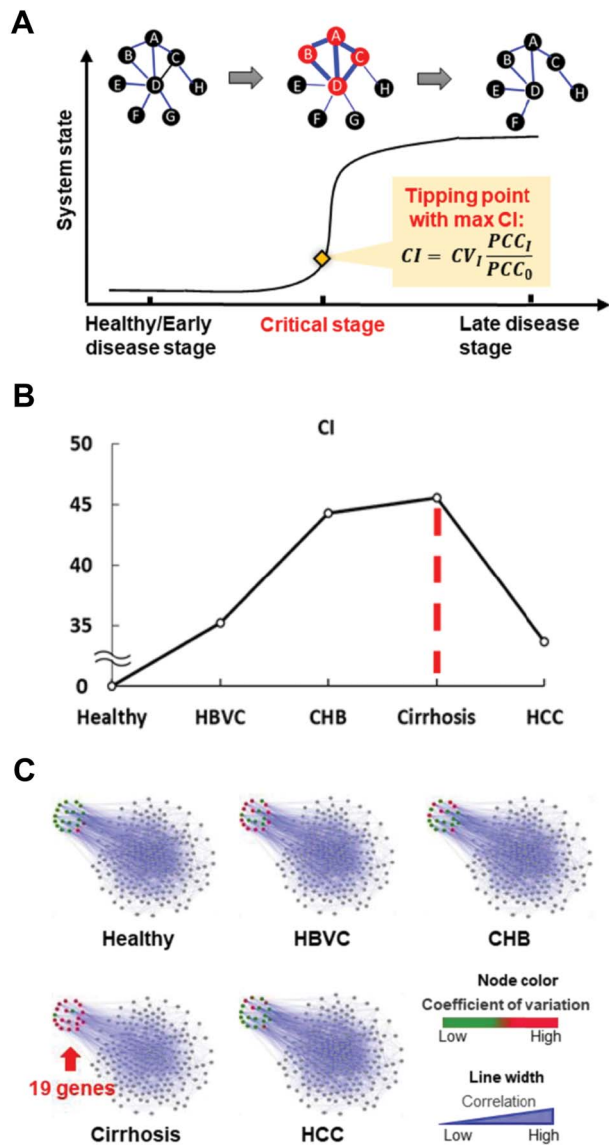 A
A
B
C
E
D
H
F
G
A
B
C
E
D
H
F
G
A
B
C
E
D
H
F
System state
Tipping point
with max CI:
CI = CV_I PCC_I / PCC_0
Healthy/Early
disease stage
Critical stage
Late disease
stage
B
CI
50
45
40
35
0
Healthy HBVC CHB Cirrhosis HCC
C
Healthy HBVC CHB
19 genes
Cirrhosis HCC
Node color
Coefficient of variation
Low High
Line width
Correlation
Low High